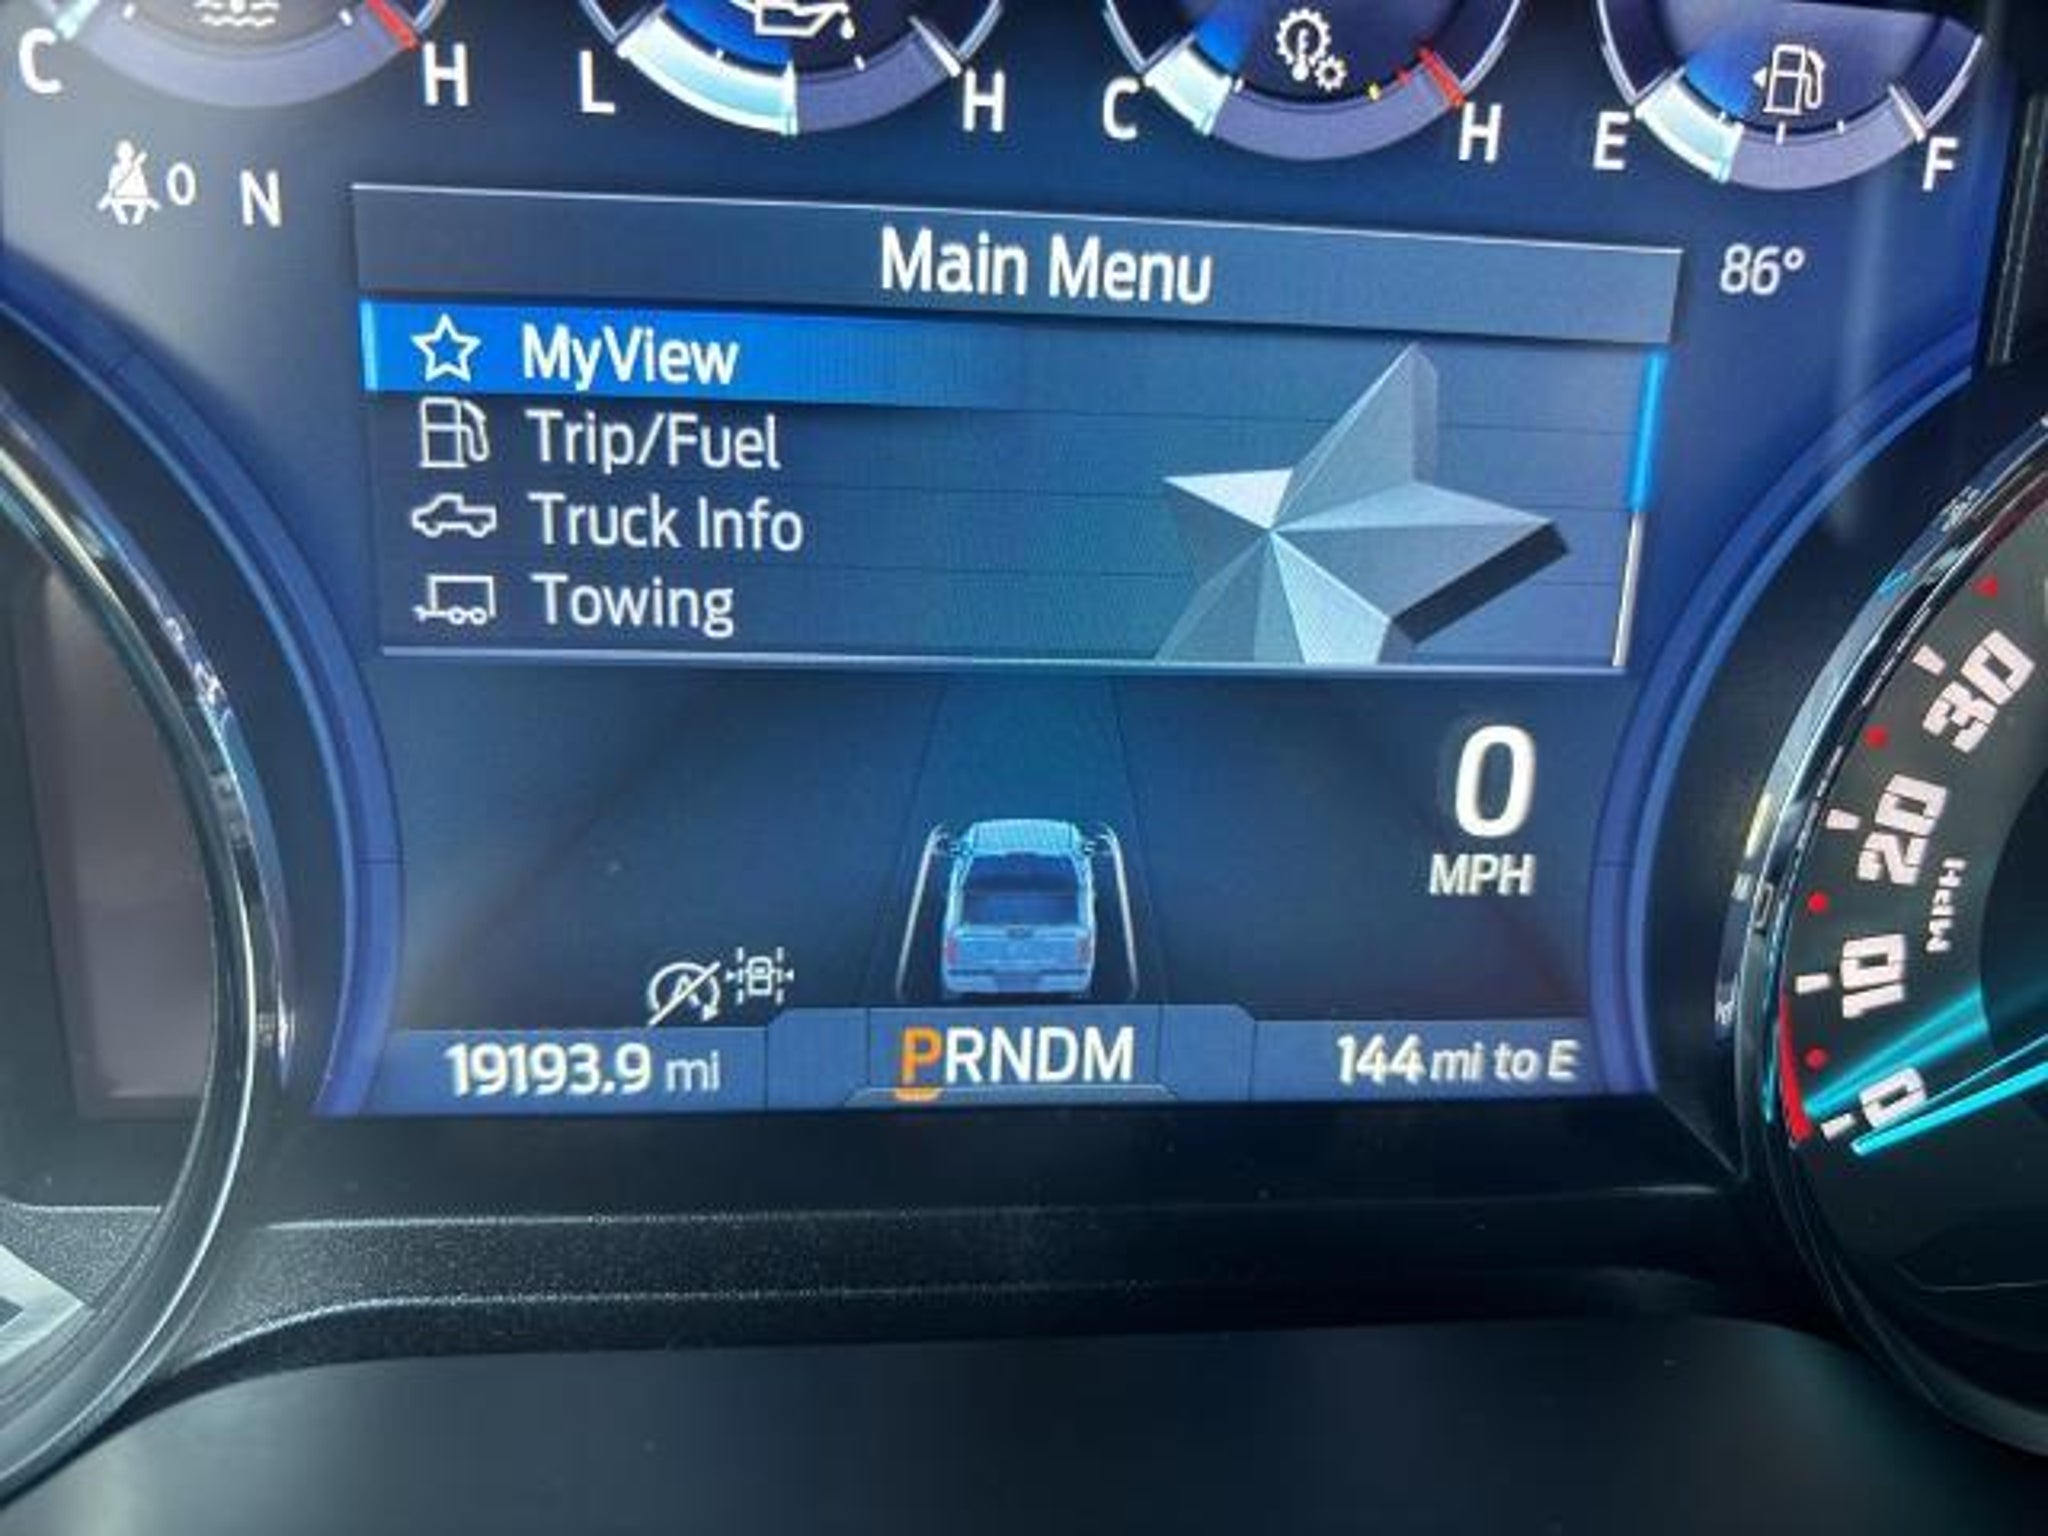 C H L H C H E F
0 N
Main Menu
86°
MyView
Trip/Fuel
Truck Info
Towing
0
MPH
30
20
MPH
10
0
A
19193.9 mi
PRNDM
144 mi to E